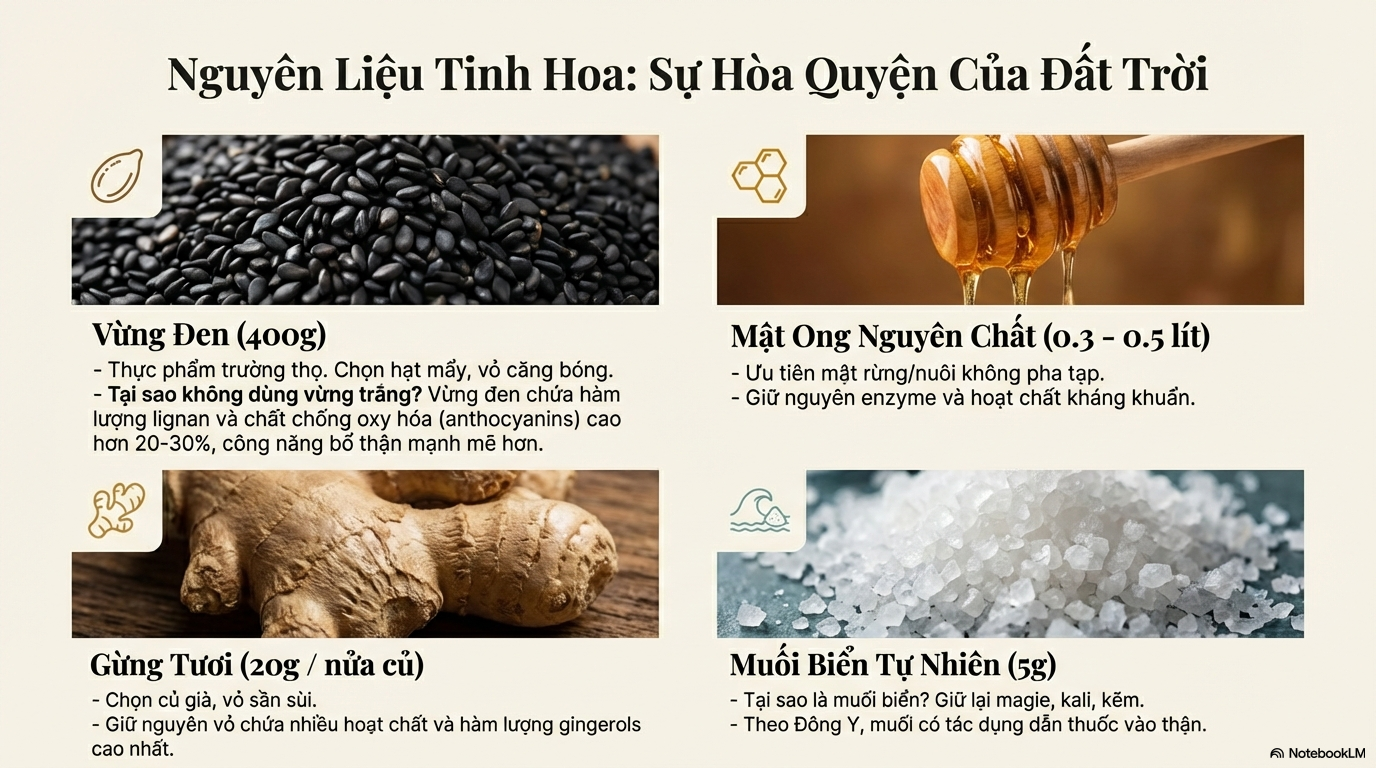 Nguyên Liệu Tinh Hoa: Sự Hòa Quyện Của Đất Trời
Vừng Đen (400g)
- Thực phẩm trường thọ. Chọn hạt mẩy, vỏ căng bóng.
- Tại sao không dùng vừng trắng? Vừng đen chứa hàm
lượng lignan và chất chống oxy hóa (anthocyanins) cao
hơn 20-30%, công năng bổ thận mạnh mẽ hơn.
Mật Ong Nguyên Chất (0.3 - 0.5 lít)
- Ưu tiên mật rừng/nuôi không pha tạp.
- Giữ nguyên enzyme và hoạt chất kháng khuẩn.
Gừng Tươi (20g / nửa củ)
- Chọn củ già, vỏ sần sùi.
- Giữ nguyên vỏ chứa nhiều hoạt chất và hàm lượng gingerols
cao nhất.
Muối Biển Tự Nhiên (5g)
- Tại sao là muối biển? Giữ lại magie, kali, kẽm.
- Theo Đông Y, muối có tác dụng dẫn thuốc vào thận.
NotebookLM